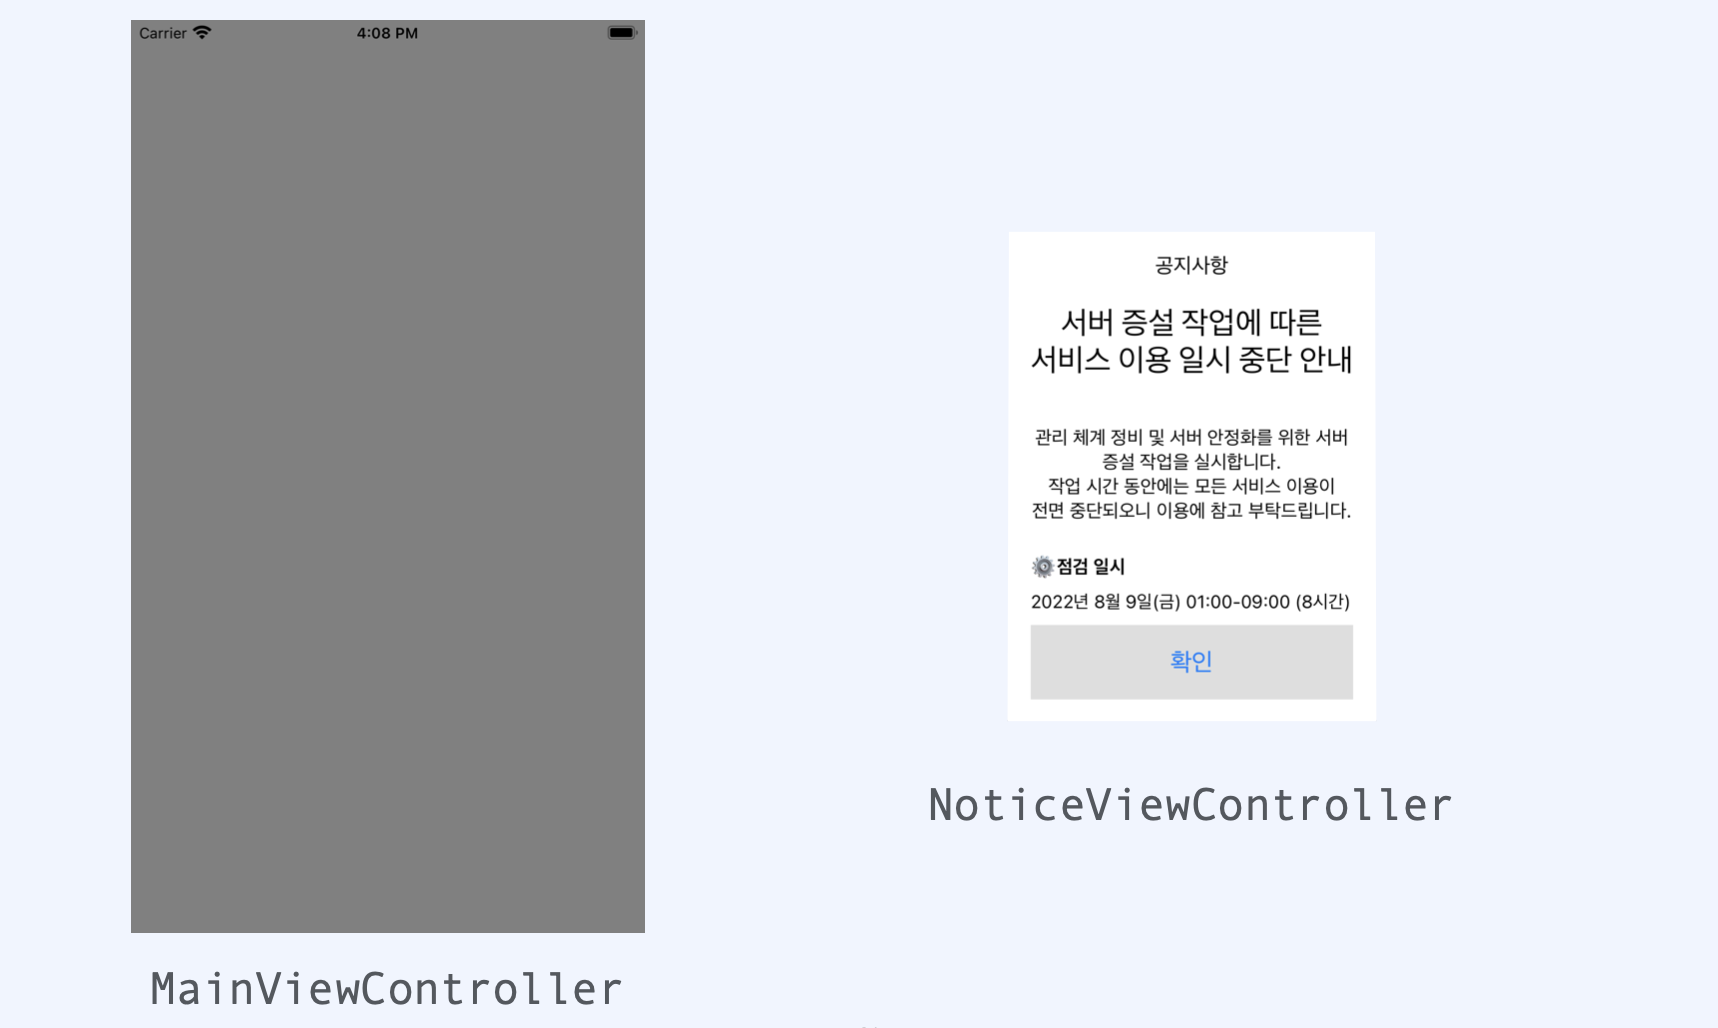 Carrier 4:08 PM
MainViewController
공지사항
서버 증설 작업에 따른
서비스 이용 일시 중단 안내
관리 체계 정비 및 서버 안정화를 위한 서버
증설 작업을 실시합니다.
작업 시간 동안에는 모든 서비스 이용이
전면 중단되오니 이용에 참고 부탁드립니다.
점검 일시
2022년 8월 9일(금) 01:00-09:00 (8시간)
확인
NoticeViewController